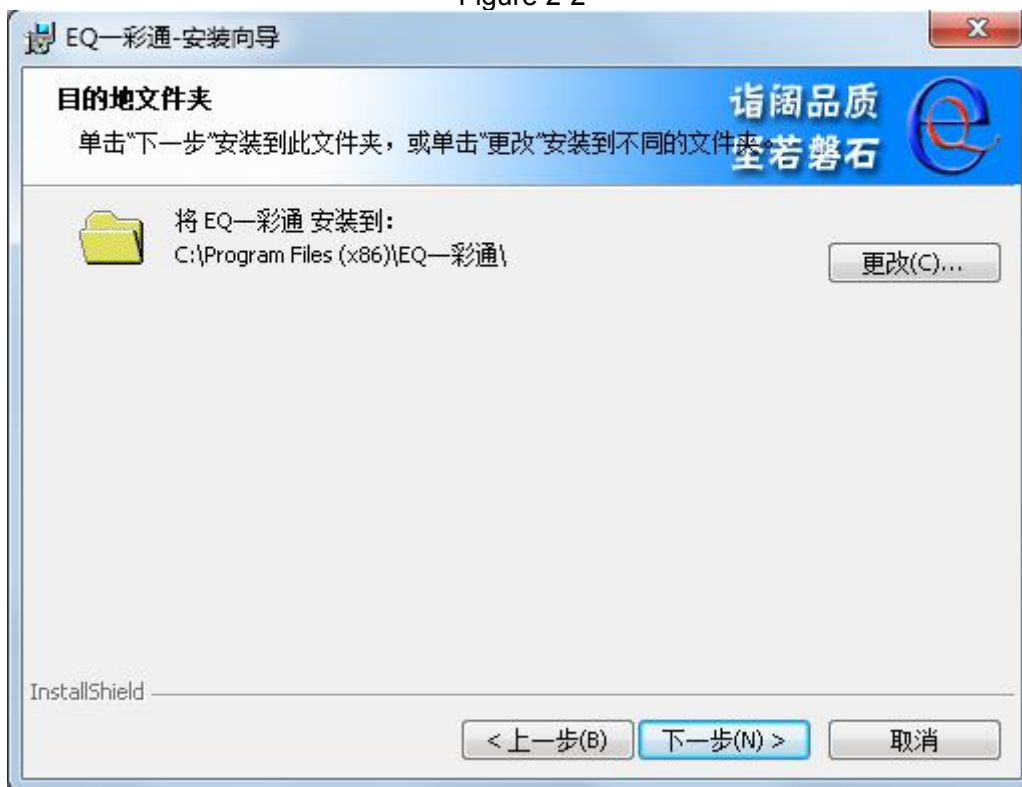 Figure 2-2
EQ—彩通-安装向导
目的地文件夹
单击“下一步”安装到此文件夹，或单击“更改”安装到不同的文件夹。
诣阔品质
坚若磐石
将 EQ—彩通 安装到：
C:\Program Files (x86)\EQ—彩通\
更改(C)...
InstallShield
< 上一步(B)
下一步(N) >
取消